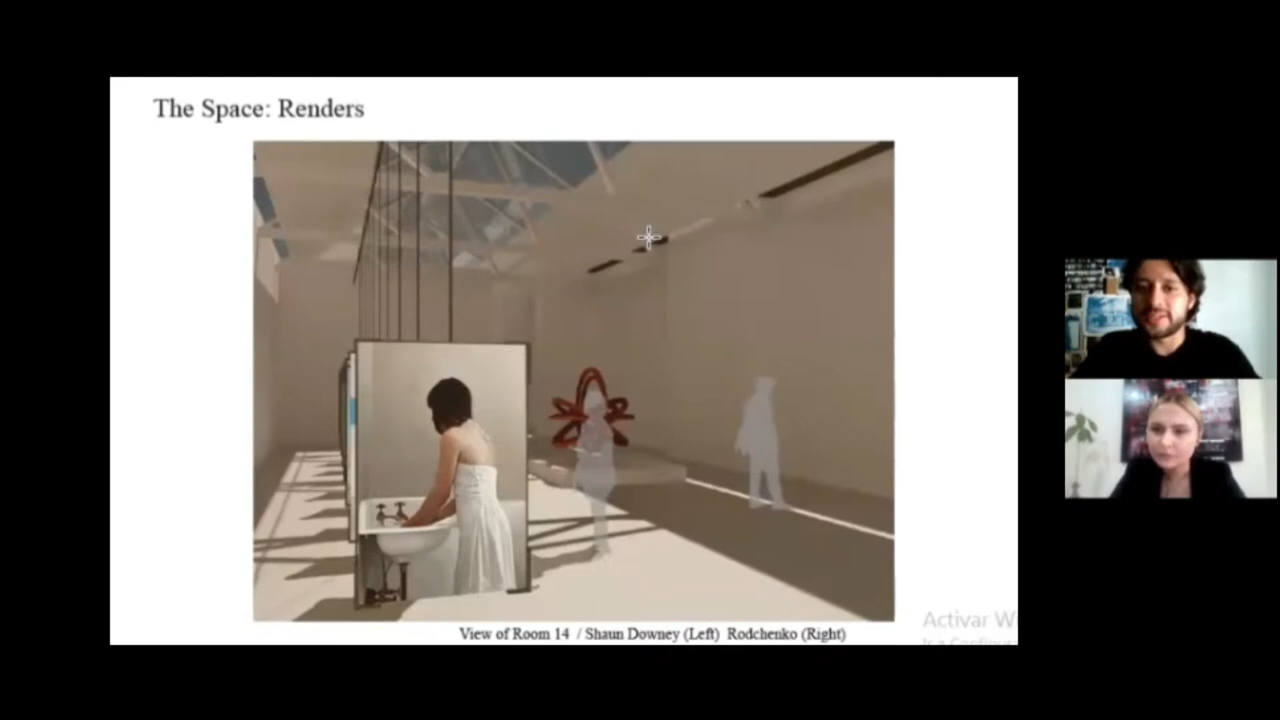 The Space: Renders
View of Room 14 / Shaun Downey (Left) Rodchenko (Right)
Activar W